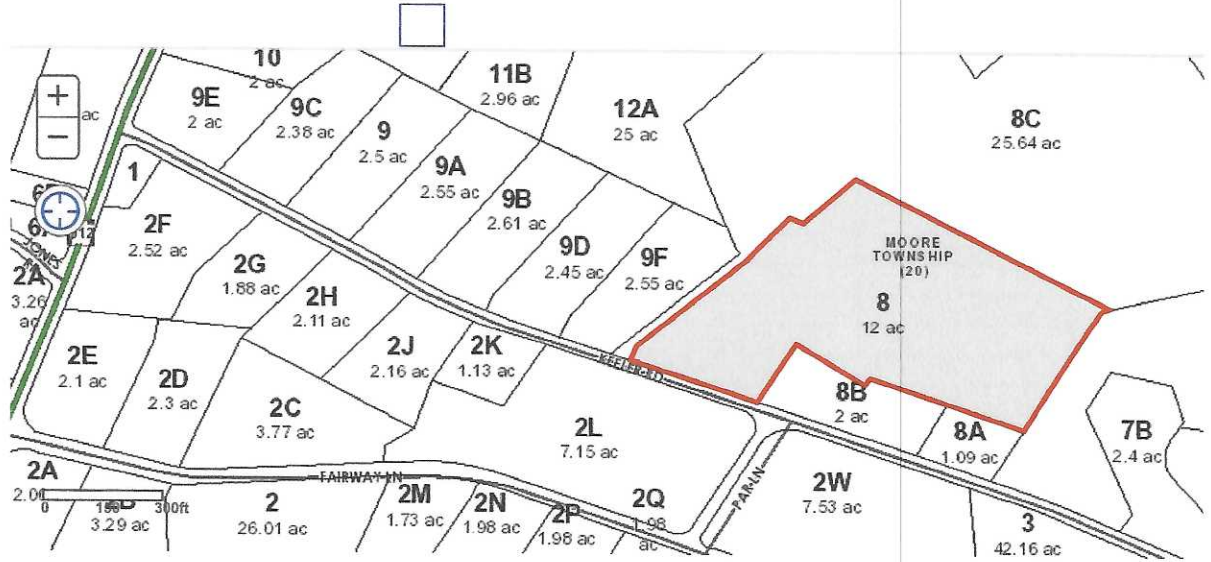 10
2 ac
11B
2.96 ac
9E
2 ac
9C
2.38 ac
9
2.5 ac
12A
25 ac
8C
25.64 ac
+
ac
−
9A
2.55 ac
9B
2.61 ac
1
2F
2.52 ac
9D
2.45 ac
9F
2.55 ac
MOORE
TOWNSHIP
(20)
8
12 ac
JONES
2A
3.26
ac
2G
1.88 ac
2H
2.11 ac
2J
2.16 ac
2K
1.13 ac
KEELER RD
2E
2.1 ac
2D
2.3 ac
2C
3.77 ac
2L
7.15 ac
8B
2 ac
8A
1.09 ac
7B
2.4 ac
FAIRWAY LN
PAR LN
2A
0
150
300ft
3.29 ac
2
26.01 ac
2M
1.73 ac
2N
1.98 ac
2P
1.98 ac
2Q
1.98
ac
2W
7.53 ac
3
42.16 ac